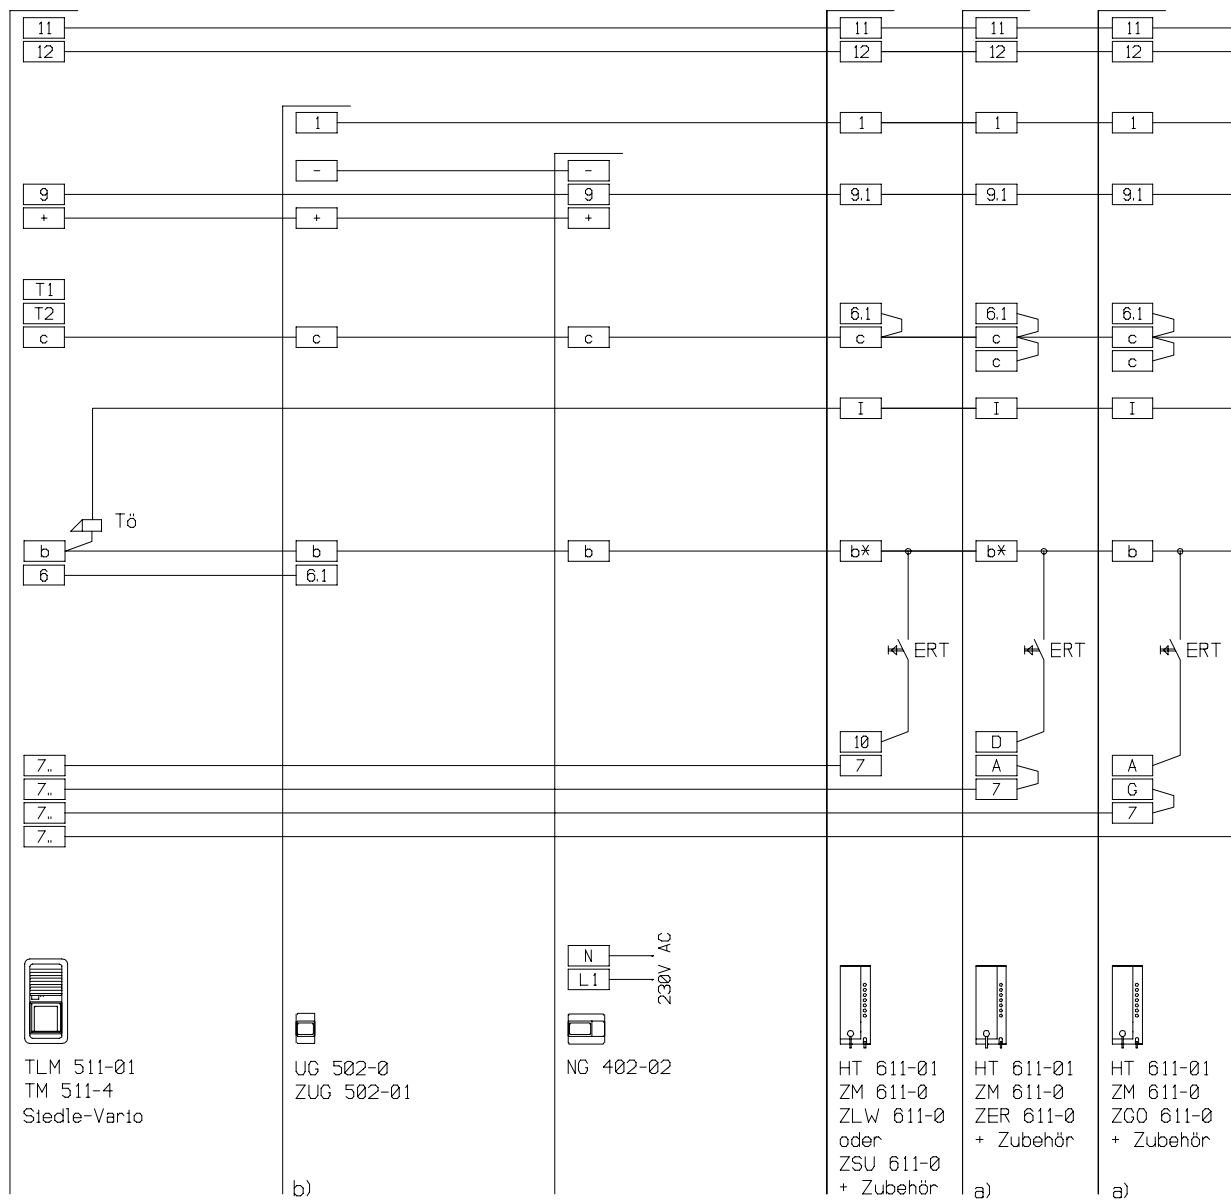 11 11 11 11
12 12 12 12
1 1 1 1
- -
9 9 9.1 9.1 9.1
+ + +
T1
T2 6.1 6.1 6.1
c c c c c c
c c
I I I
Tö
b b b b* b* b
6 6.1
ERT ERT ERT
10 D
7.. 7 A A
7.. 7 G
7.. 7
7..
N
L1
230V AC
TLM 511-01
TM 511-4
Siedle-Vario
UG 502-0
ZUG 502-01
b)
NG 402-02
HT 611-01
ZM 611-0
ZLW 611-0
oder
ZSU 611-0
+ Zubehör
HT 611-01
ZM 611-0
ZER 611-0
+ Zubehör
a)
HT 611-01
ZM 611-0
ZGO 611-0
+ Zubehör
a)